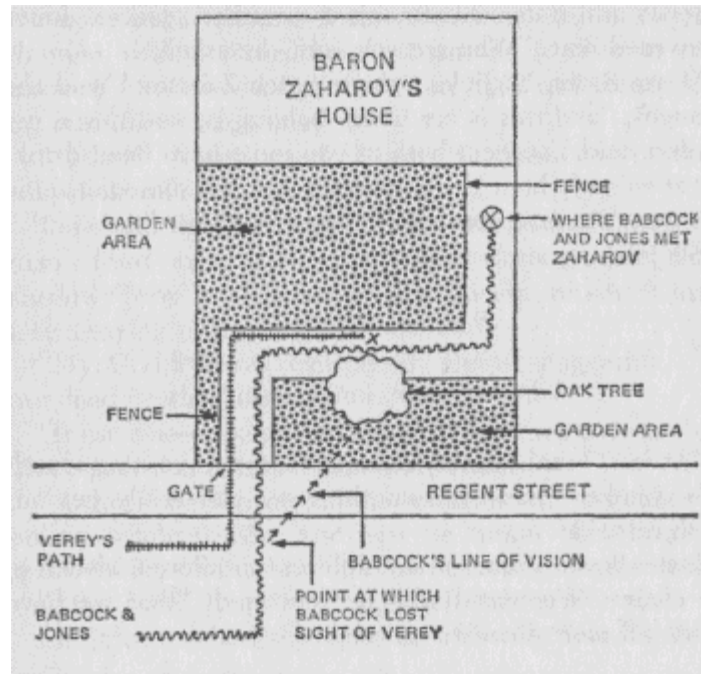 BARON
ZAHAROV'S
HOUSE
FENCE
GARDEN
AREA
WHERE BABCOCK
AND JONES MET
ZAHAROV
X
OAK TREE
FENCE
GARDEN AREA
GATE
REGENT STREET
VEREY'S
PATH
BABCOCK'S LINE OF VISION
POINT AT WHICH
BABCOCK LOST
SIGHT OF VEREY
BABCOCK &
JONES